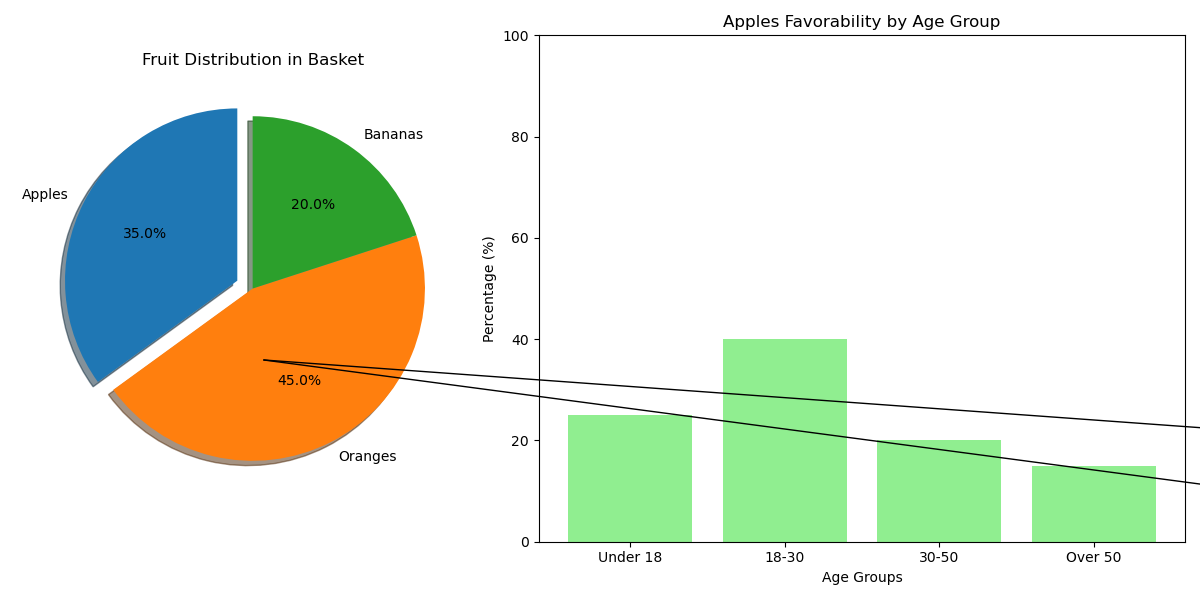 Fruit Distribution in Basket
Apples
35.0%
Bananas
20.0%
45.0%
Oranges
Apples Favorability by Age Group
Percentage (%)
100
80
60
40
20
0
Under 18
18-30
30-50
Over 50
Age Groups